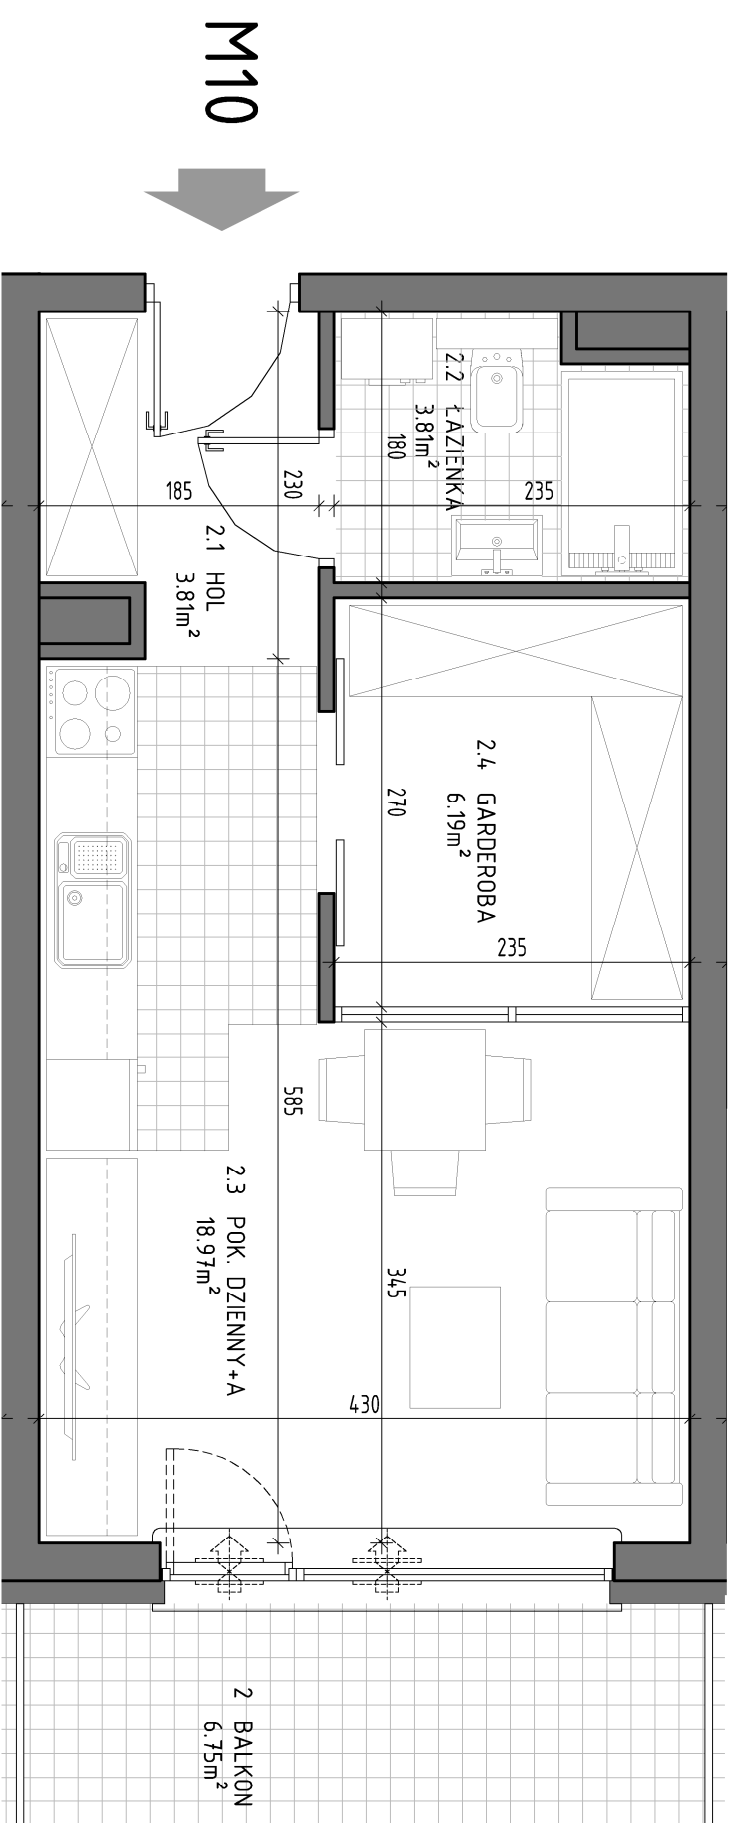 M10
2.2 ŁAZIENKA
3.81m²
180
235
185
230
2.1 HOL
3.81m²
2.4 GARDEROBA
6.19m²
270
235
585
2.3 POK. DZIENNY+A
18.97m²
345
430
2 BALKON
6.75m²